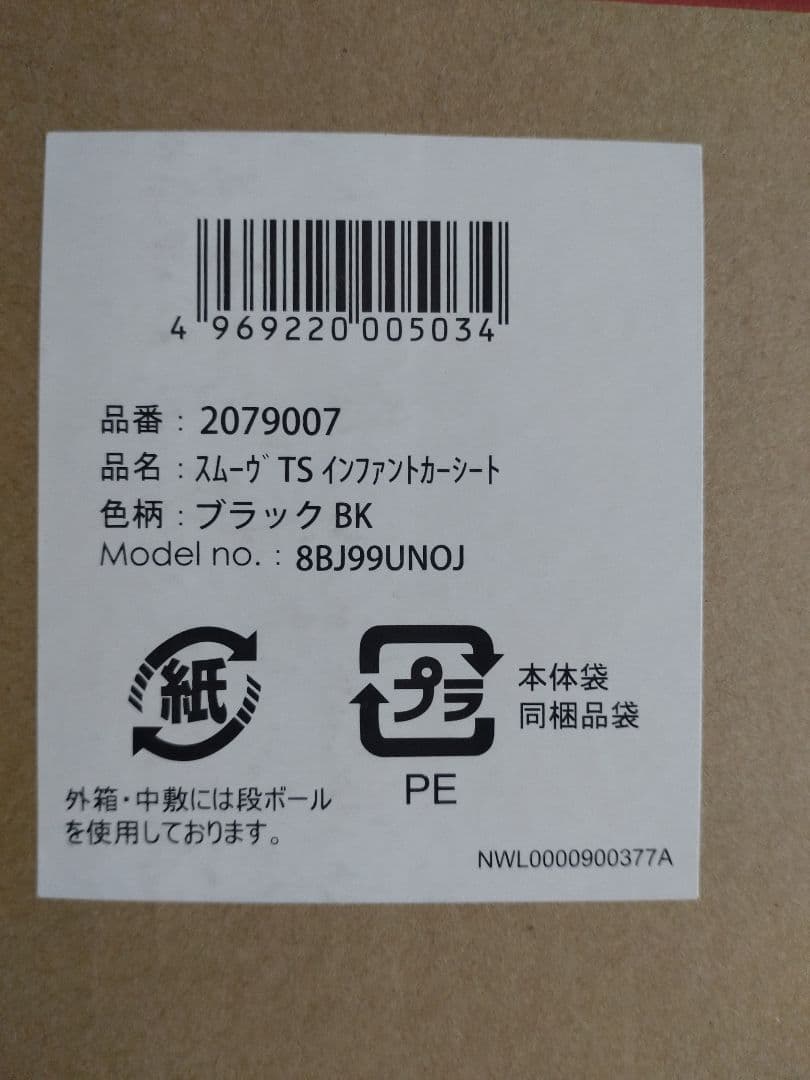 4 969220 005034
品番 : 2079007
品名 : ｽﾑｰｳﾞ TS ｲﾝﾌｧﾝﾄｶｰｼｰﾄ
色柄 : ブラック BK
Model no. : 8BJ99UNOJ
紙
プラ
本体袋
同梱品袋
PE
外箱・中敷には段ボール
を使用しております。
NWL0000900377A